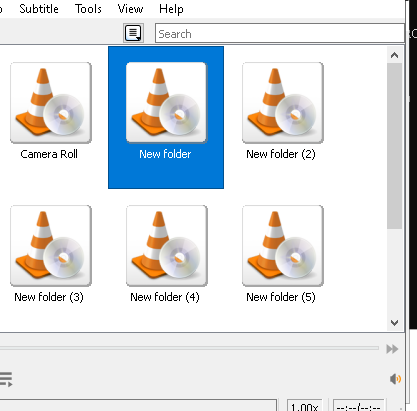 Subtitle Tools View Help
Search
Camera Roll New folder New folder (2)
New folder (3) New folder (4) New folder (5)
1.00x --:--/--:--